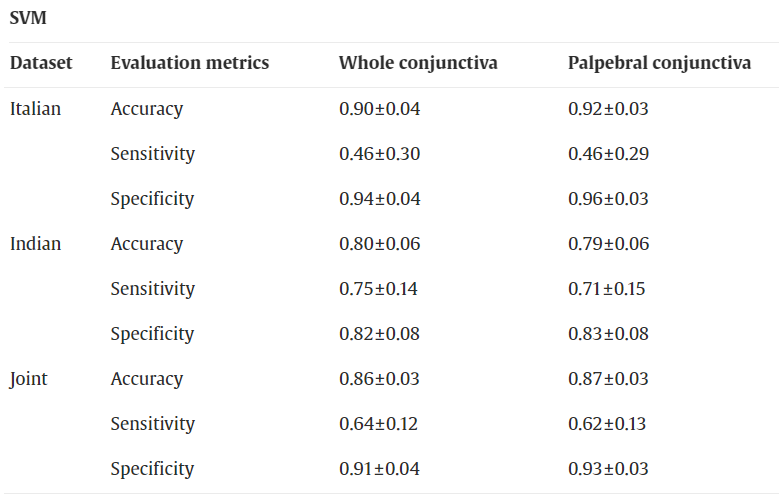 SVM
Dataset Evaluation metrics Whole conjunctiva Palpebral conjunctiva
Italian Accuracy 0.90±0.04 0.92±0.03
Sensitivity 0.46±0.30 0.46±0.29
Specificity 0.94±0.04 0.96±0.03
Indian Accuracy 0.80±0.06 0.79±0.06
Sensitivity 0.75±0.14 0.71±0.15
Specificity 0.82±0.08 0.83±0.08
Joint Accuracy 0.86±0.03 0.87±0.03
Sensitivity 0.64±0.12 0.62±0.13
Specificity 0.91±0.04 0.93±0.03